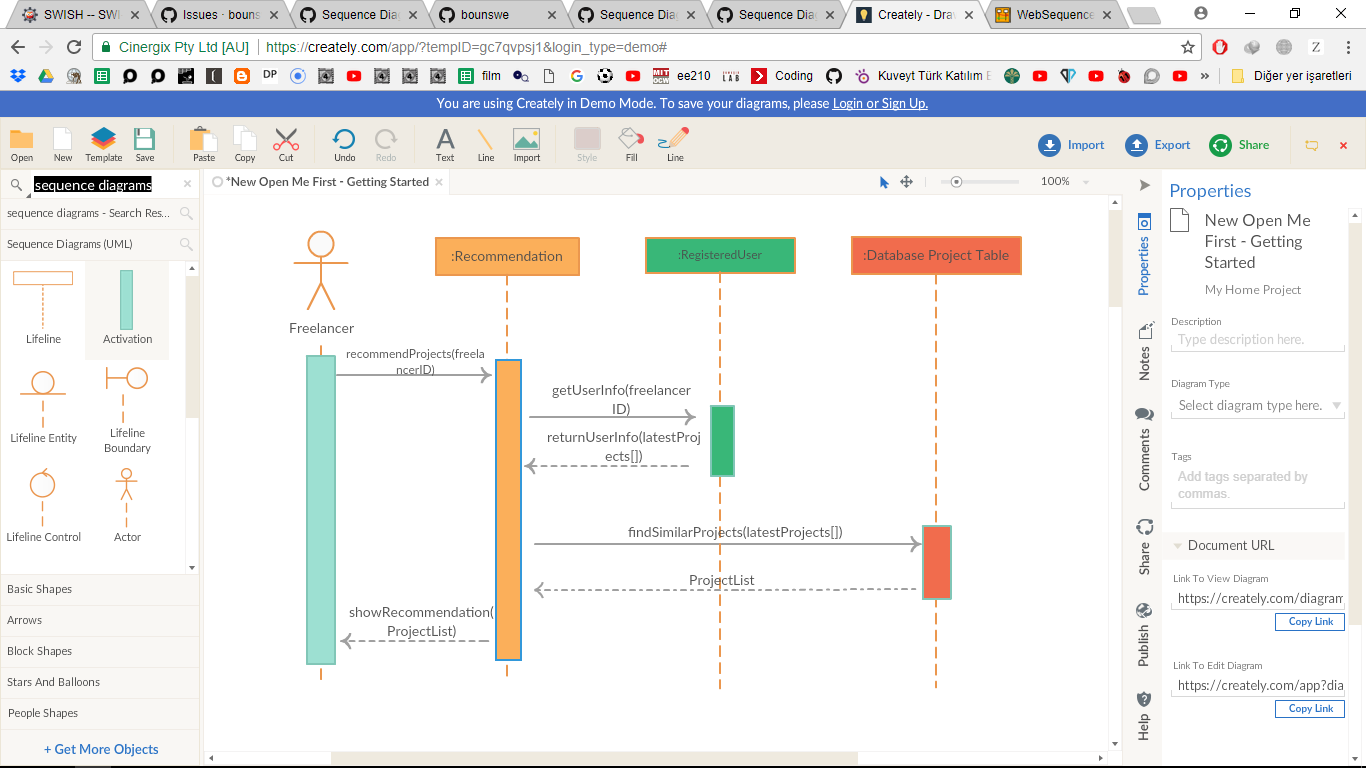 SWISH -- SWI
Issues · bouns
Sequence Diag
bounswe
Sequence Dia
Sequence Diag
Creately - Draw
WebSequence
Cinergix Pty Ltd [AU]
https://creately.com/app/?tempID=gc7qvpsj1&login_type=demo#
DP
film
MIT OCW
ee210
LAB
Coding
Kuveyt Türk Katılım E
»
Diğer yer işaretleri
You are using Creately in Demo Mode. To save your diagrams, please Login or Sign Up.
Open
New
Template
Save
Paste
Copy
Cut
Undo
Redo
Text
Line
Import
Style
Fill
Line
Import
Export
Share
sequence diagrams
*New Open Me First - Getting Started
100%
sequence diagrams - Search Res...
Sequence Diagrams (UML)
Lifeline
Activation
Lifeline Entity
Lifeline
Boundary
Lifeline Control
Actor
Basic Shapes
Arrows
Block Shapes
Stars And Balloons
People Shapes
+ Get More Objects
Freelancer
:Recommendation
:RegisteredUser
:Database Project Table
recommendProjects(freela
ncerID)
getUserInfo(freelancer
ID)
returnUserInfo(latestProj
ects[])
findSimilarProjects(latestProjects[])
ProjectList
showRecommendation(
ProjectList)
Properties
Notes
Comments
Share
Publish
Help
Properties
New Open Me
First - Getting
Started
My Home Project
Description
Type description here.
Diagram Type
Select diagram type here.
Tags
Add tags separated by
commas.
Document URL
Link To View Diagram
https://creately.com/diagram
Copy Link
Link To Edit Diagram
https://creately.com/app?dia
Copy Link